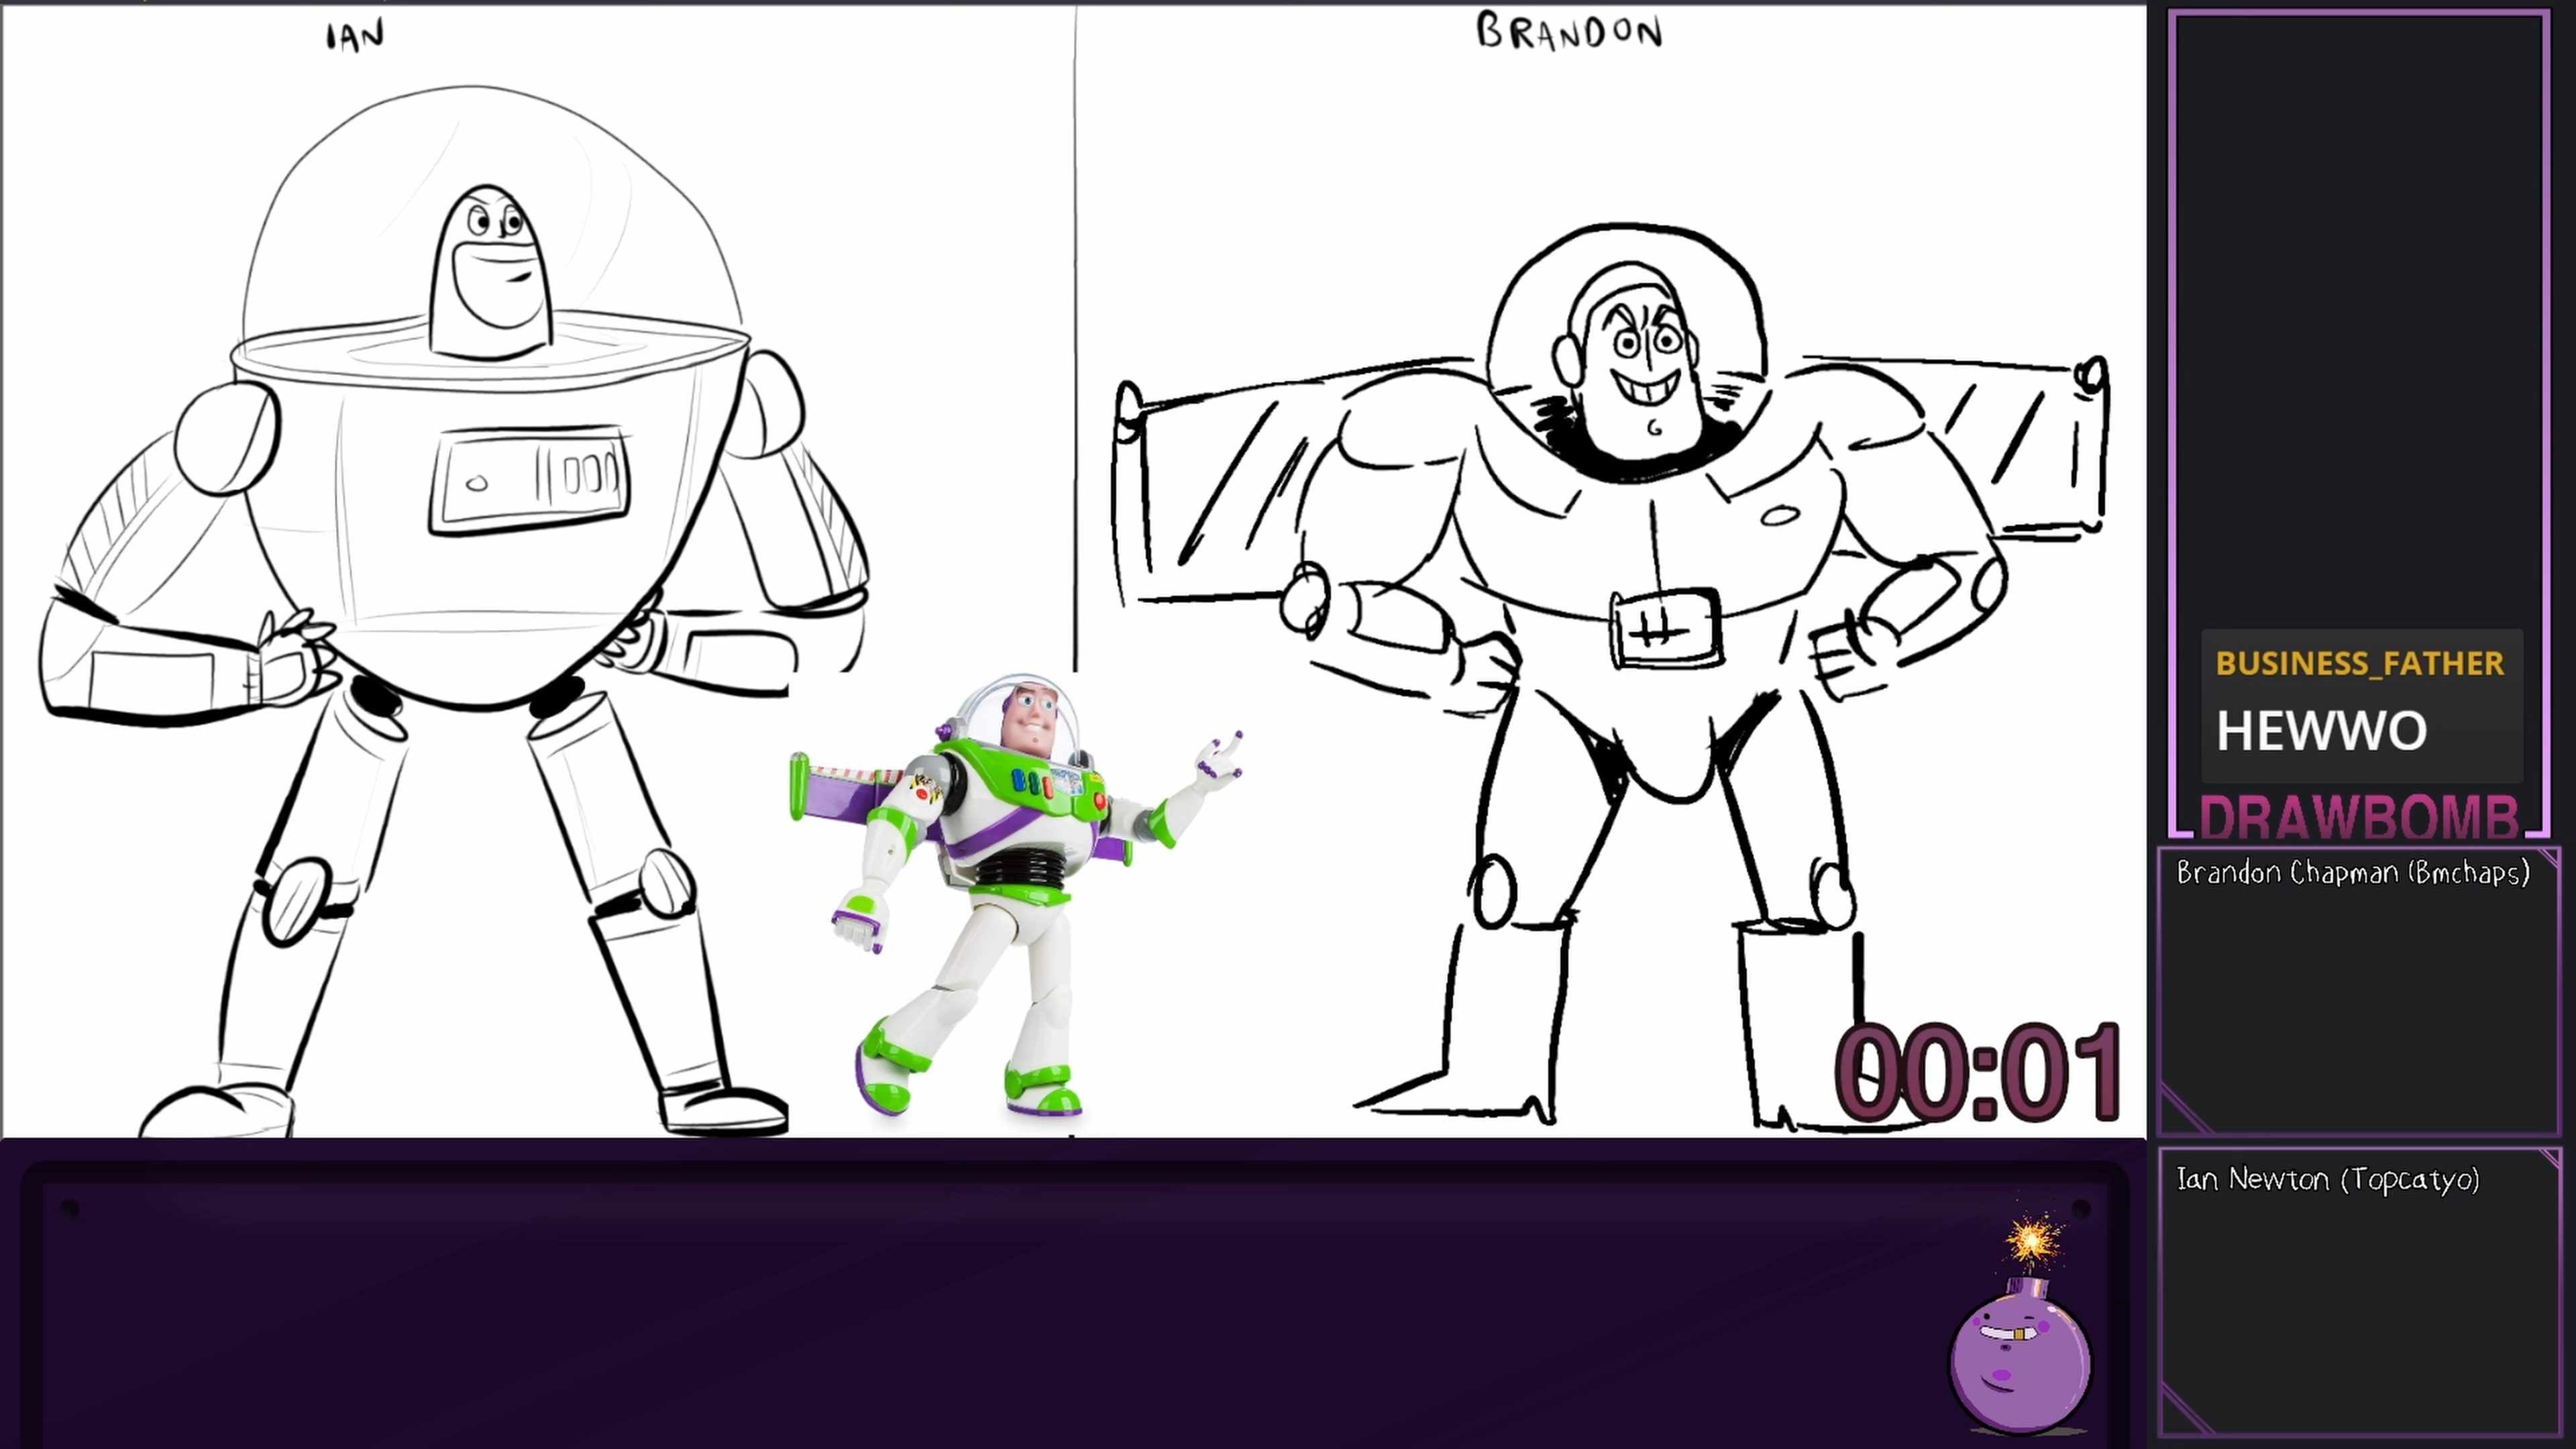 IAN
BRANDON
BUSINESS_FATHER
HEWWO
DRAWBOMB
Brandon Chapman (Bmchaps)
00:01
Ian Newton (Topcatyo)